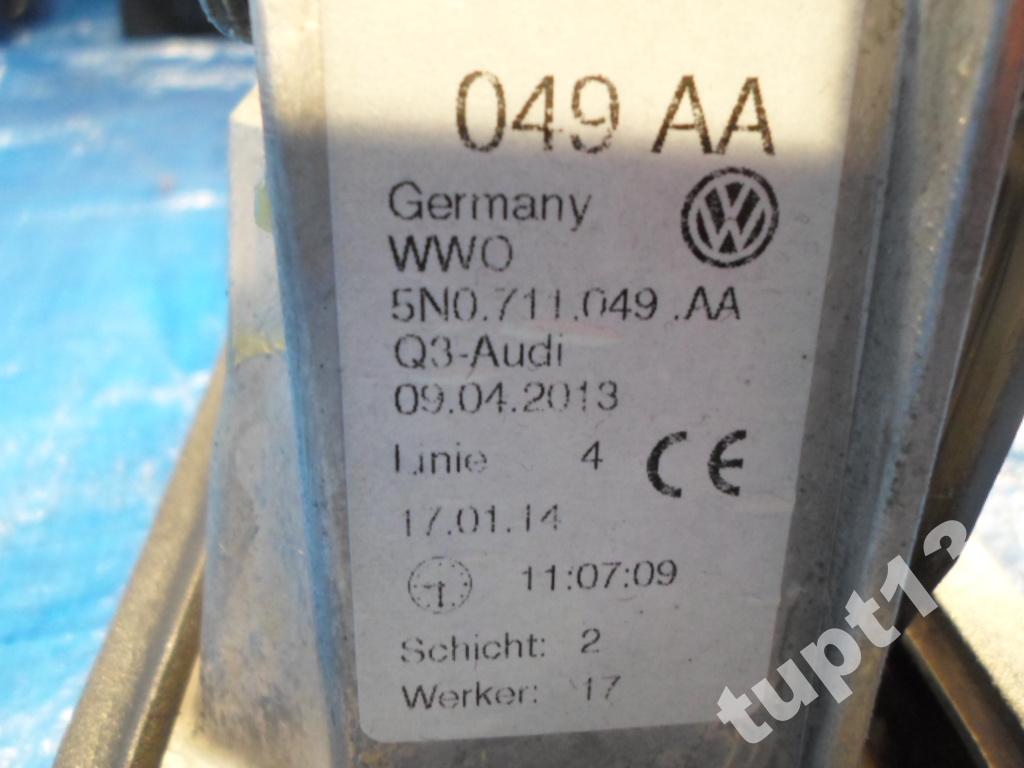 049 AA
Germany
WWO
5N0.711.049 .AA
Q3-Audi
09.04.2013
Linie 4 CE
17.01.14
11:07:09
Schicht: 2
Werker: 17
tupt13